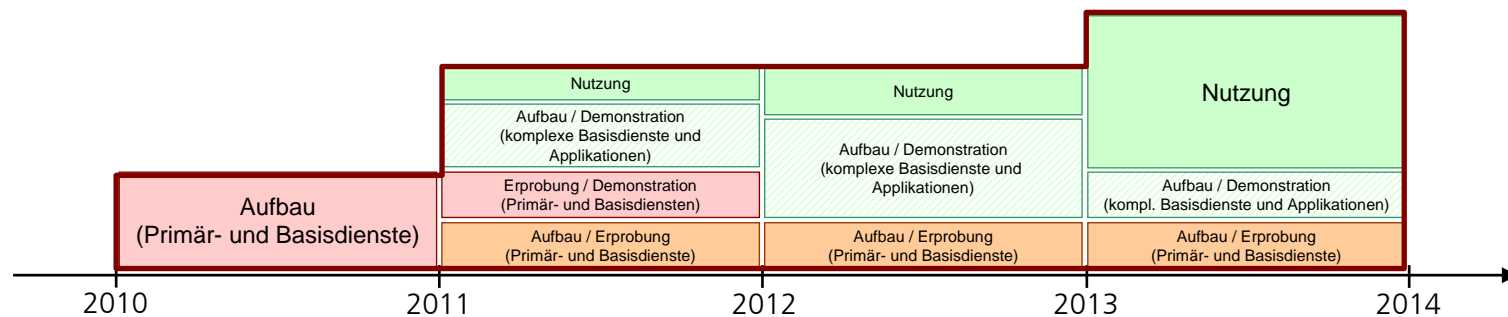 Aufbau
(Primär- und Basisdienste)
Nutzung
Aufbau / Demonstration
(komplexe Basisdienste und
Applikationen)
Erprobung / Demonstration
(Primär- und Basisdiensten)
Aufbau / Erprobung
(Primär- und Basisdienste)
Nutzung
Aufbau / Demonstration
(komplexe Basisdienste und
Applikationen)
Aufbau / Erprobung
(Primär- und Basisdienste)
Nutzung
Aufbau / Demonstration
(kompl. Basisdienste und Applikationen)
Aufbau / Erprobung
(Primär- und Basisdienste)
2010
2011
2012
2013
2014